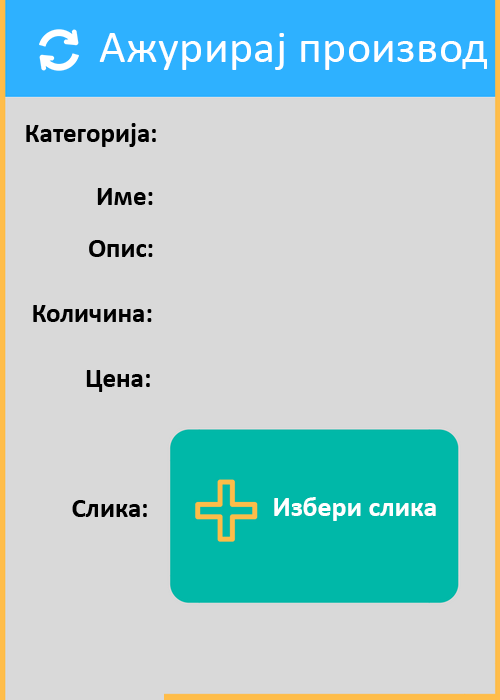 Ажурирај производ
Категорија:
Име:
Опис:
Количина:
Цена:
Слика:
Избери слика